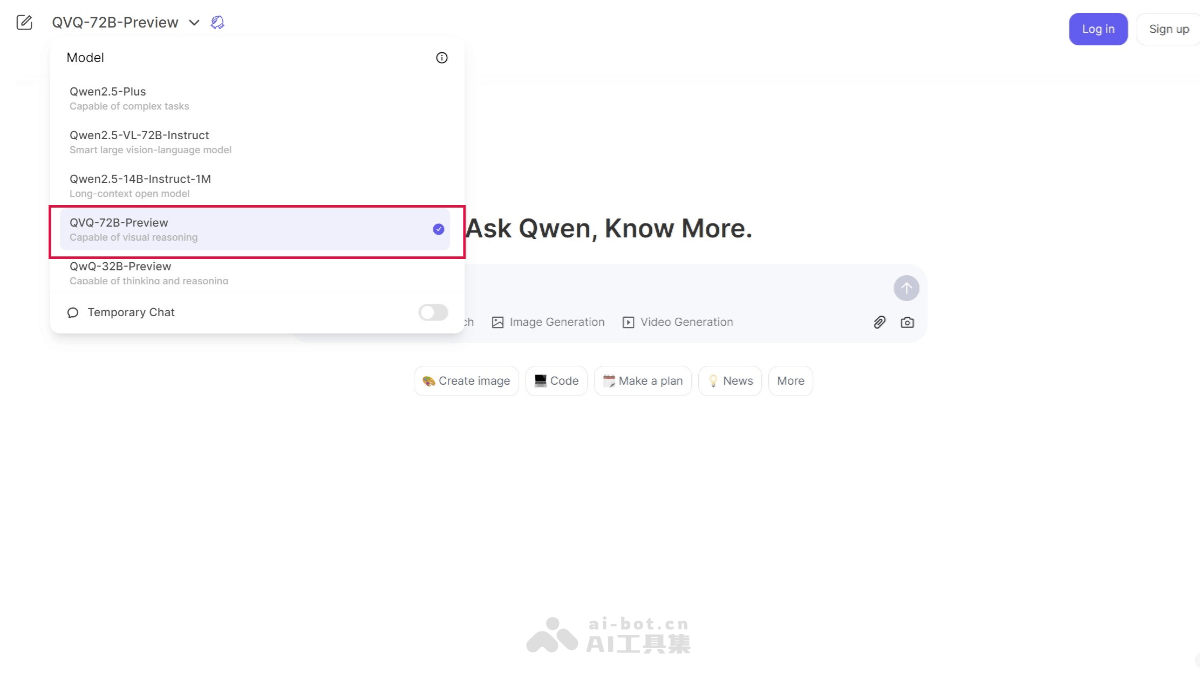 QVQ-72B-Preview
Log in
Sign up
Model
Qwen2.5-Plus
Capable of complex tasks
Qwen2.5-VL-72B-Instruct
Smart large vision-language model
Qwen2.5-14B-Instruct-1M
Long-context open model
QVQ-72B-Preview
Capable of visual reasoning
QwQ-32B-Preview
Capable of thinking and reasoning
Temporary Chat
Ask Qwen, Know More.
ch Image Generation Video Generation
Create image Code Make a plan News More
ai-bot.cn
AI工具集